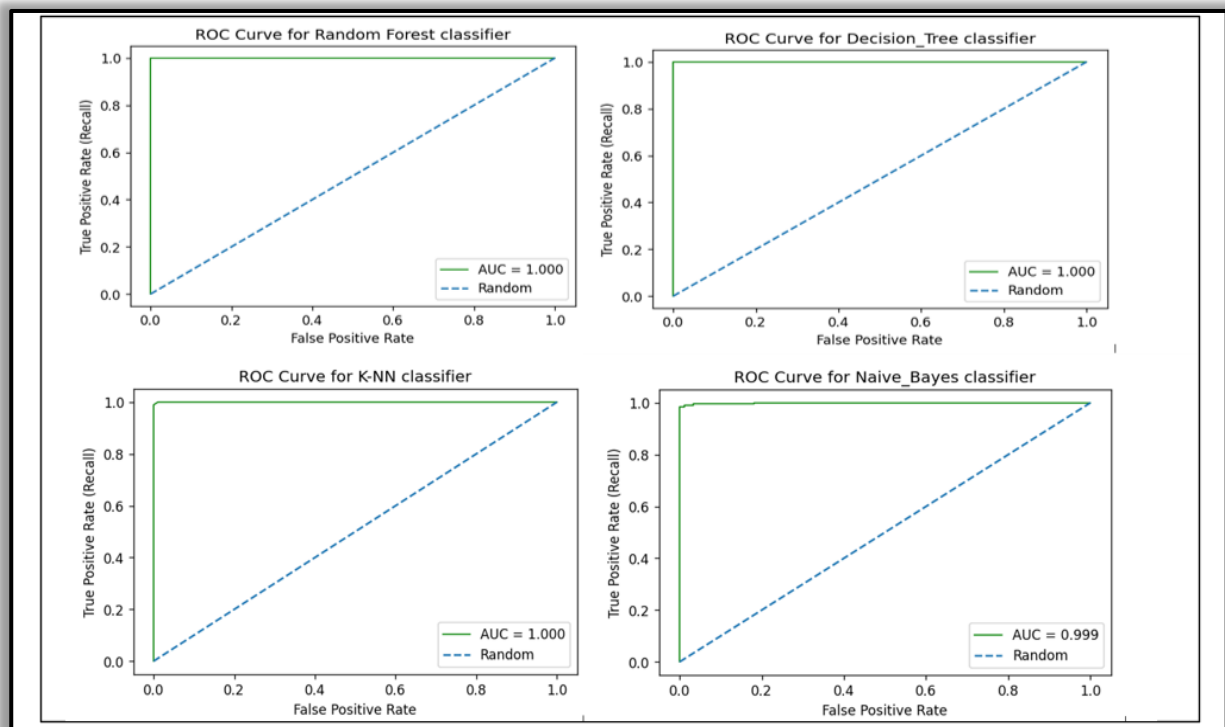 ROC Curve for Random Forest classifier
True Positive Rate (Recall)
1.0
0.8
0.6
0.4
0.2
0.0
AUC = 1.000
Random
0.0 0.2 0.4 0.6 0.8 1.0
False Positive Rate
ROC Curve for Decision_Tree classifier
True Positive Rate (Recall)
1.0
0.8
0.6
0.4
0.2
0.0
AUC = 1.000
Random
0.0 0.2 0.4 0.6 0.8 1.0
False Positive Rate
ROC Curve for K-NN classifier
True Positive Rate (Recall)
1.0
0.8
0.6
0.4
0.2
0.0
AUC = 1.000
Random
0.0 0.2 0.4 0.6 0.8 1.0
False Positive Rate
ROC Curve for Naive_Bayes classifier
True Positive Rate (Recall)
1.0
0.8
0.6
0.4
0.2
0.0
AUC = 0.999
Random
0.0 0.2 0.4 0.6 0.8 1.0
False Positive Rate